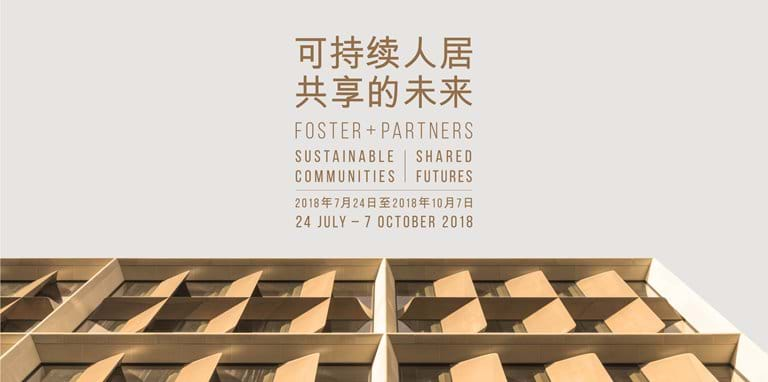 可持续人居
共享的未来
FOSTER + PARTNERS
SUSTAINABLE | SHARED
COMMUNITIES | FUTURES
2018年7月24日至2018年10月7日
24 JULY – 7 OCTOBER 2018